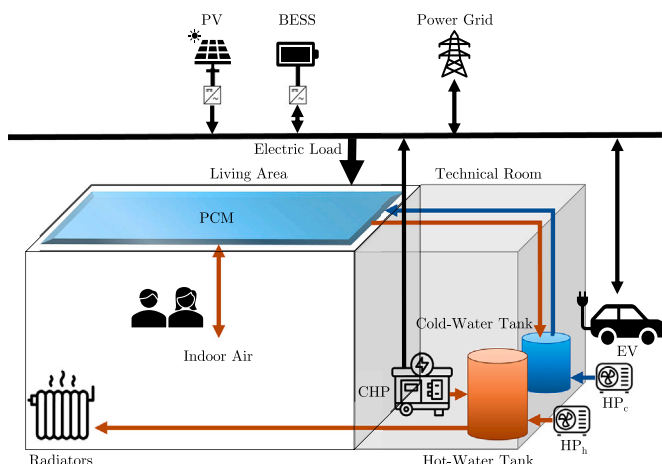 PV
BESS
Power Grid
Electric Load
Living Area
Technical Room
PCM
Indoor Air
Cold-Water Tank
EV
CHP
HPc
HPh
Radiators
Hot-Water Tank